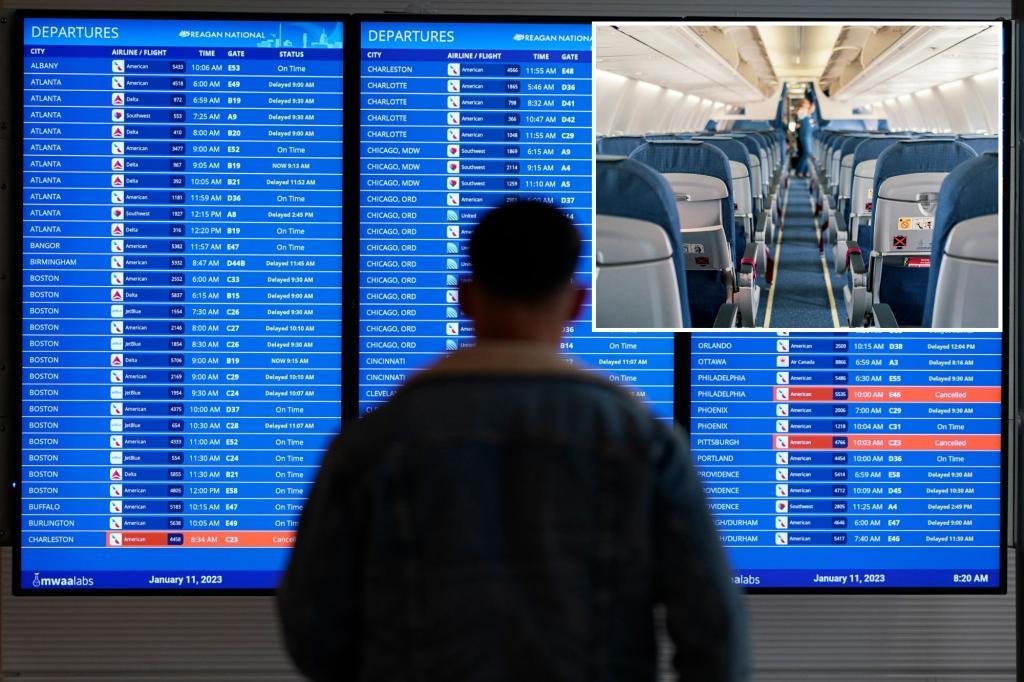 DEPARTURES REAGAN NATIONAL
CITY AIRLINE / FLIGHT TIME GATE STATUS
ALBANY American 5433 10:06 AM E53 On Time
ATLANTA American 4518 6:00 AM E49 Delayed 9:00 AM
ATLANTA Delta 972 6:59 AM B19 Delayed 9:30 AM
ATLANTA Southwest 553 7:25 AM A9 Delayed 9:30 AM
ATLANTA Delta 410 8:00 AM B20 Delayed 9:00 AM
ATLANTA American 3477 9:00 AM E52 On Time
ATLANTA Delta 967 9:05 AM B19 NOW 9:13 AM
ATLANTA Delta 392 10:05 AM B21 Delayed 11:52 AM
ATLANTA American 1181 11:59 AM D36 On Time
ATLANTA Southwest 1927 12:15 PM A8 Delayed 2:45 PM
ATLANTA Delta 316 12:20 PM B19 On Time
BANGOR American 5382 11:57 AM E47 On Time
BIRMINGHAM American 5332 8:47 AM D44B Delayed 11:45 AM
BOSTON American 2552 6:00 AM C33 Delayed 9:30 AM
BOSTON Delta 5837 6:15 AM B15 Delayed 9:00 AM
BOSTON JetBlue 1554 7:30 AM C26 Delayed 9:30 AM
BOSTON American 2146 8:00 AM C27 Delayed 10:10 AM
BOSTON JetBlue 1854 8:30 AM C26 Delayed 9:30 AM
BOSTON Delta 5706 9:00 AM B19 NOW 9:15 AM
BOSTON American 2169 9:00 AM C29 Delayed 10:10 AM
BOSTON JetBlue 1954 9:30 AM C24 Delayed 10:07 AM
BOSTON American 4375 10:00 AM D37 On Time
BOSTON JetBlue 654 10:30 AM C28 Delayed 11:07 AM
BOSTON American 4333 11:00 AM E52 On Time
BOSTON JetBlue 554 11:30 AM C24 On Time
BOSTON Delta 5855 11:30 AM B21 On Time
BOSTON American 4805 12:00 PM E58 On Time
BUFFALO American 5183 10:15 AM E47 On Time
BURLINGTON American 5638 10:05 AM E49 On Time
CHARLESTON American 4458 8:34 AM C23
mwaalabs January 11, 2023
DEPARTURES REAGAN NATIONAL
CITY AIRLINE / FLIGHT TIME GATE
CHARLESTON American 4566 11:55 AM E48
CHARLOTTE American 1865 5:46 AM D36
CHARLOTTE American 798 8:32 AM D41
CHARLOTTE American 366 10:47 AM D42
CHARLOTTE American 1048 11:55 AM C29
CHICAGO, MDW Southwest 1869 6:15 AM A9
CHICAGO, MDW Southwest 2114 9:15 AM A4
CHICAGO, MDW Southwest 1259 11:10 AM A5
CHICAGO, ORD American D37
CHICAGO, ORD United
CHICAGO, ORD
CHICAGO, ORD
CHICAGO, ORD
CHICAGO, ORD
CHICAGO, ORD
CHICAGO, ORD
CHICAGO, ORD B14 On Time
CINCINNATI Delayed 11:07 AM
CINCINNATI On Time
ORLANDO American 2509 10:15 AM D38 Delayed 12:04 PM
OTTAWA Air Canada 8866 6:59 AM A3 Delayed 8:16 AM
PHILADELPHIA American 5486 6:30 AM E55 Delayed 9:30 AM
PHILADELPHIA American 5535 10:00 AM E46 Cancelled
PHOENIX American 2006 7:00 AM C29 Delayed 9:30 AM
PHOENIX American 1218 10:04 AM C31 On Time
PITTSBURGH American 4766 10:03 AM C23 Cancelled
PORTLAND American 4454 10:00 AM D36 On Time
ROVIDENCE American 5414 6:59 AM E58 Delayed 9:30 AM
OVIDENCE American 4712 10:09 AM D45 Delayed 10:30 AM
OVIDENCE Southwest 2805 11:25 AM A4 Delayed 2:49 PM
GH/DURHAM American 4646 6:00 AM E47 Delayed 9:00 AM
H/DURHAM American 5417 7:40 AM E46 Delayed 11:30 AM
alabs January 11, 2023 8:20 AM